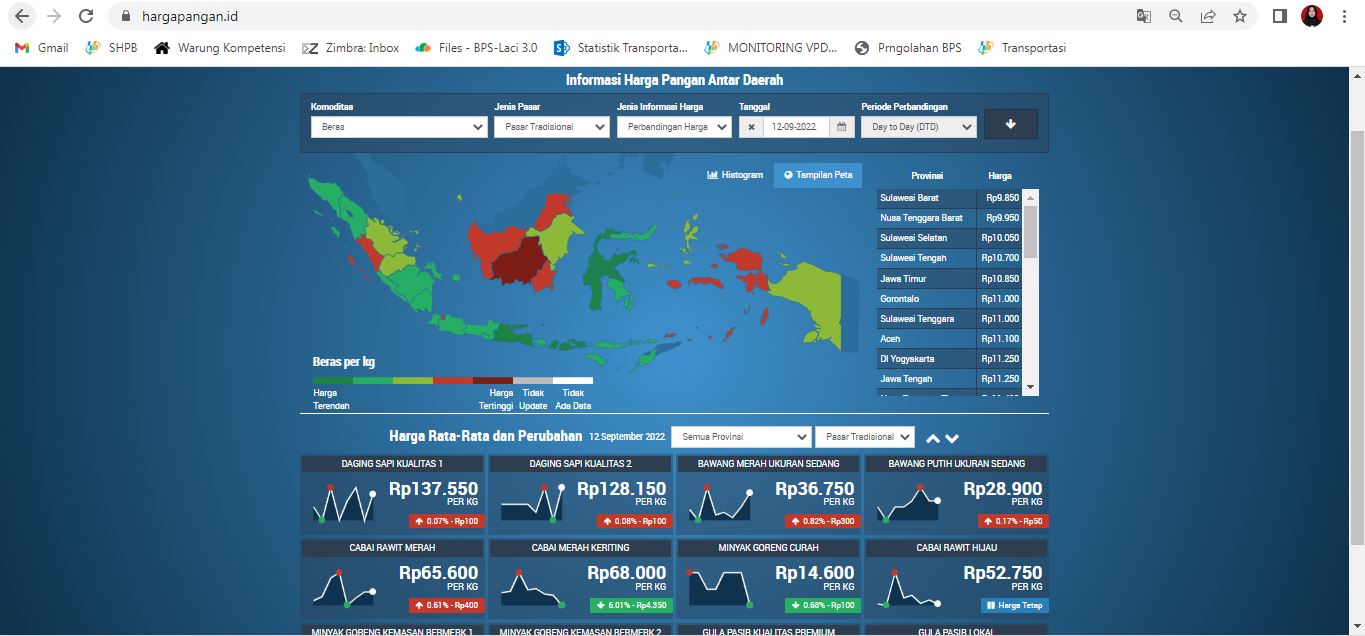 hargapangan.id
Gmail SHPB Warung Kompetensi Zimbra: Inbox Files - BPS-Laci 3.0 Statistik Transporta... MONITORING VPD... Prngolahan BPS Transportasi
Informasi Harga Pangan Antar Daerah
Komoditas Jenis Pasar Jenis Informasi Harga Tanggal Periode Perbandingan
Beras Pasar Tradisional Perbandingan Harga 12-09-2022 Day to Day (DTD)
Histogram Tampilan Peta
Provinsi Harga
Sulawesi Barat Rp9.850
Nusa Tenggara Barat Rp9.950
Sulawesi Selatan Rp10.050
Sulawesi Tengah Rp10.700
Jawa Timur Rp10.850
Gorontalo Rp11.000
Sulawesi Tenggara Rp11.000
Aceh Rp11.100
DI Yogyakarta Rp11.250
Jawa Tengah Rp11.250
Beras per kg
Harga Harga Tidak Tidak
Terendah Tertinggi Update Ada Data
Harga Rata-Rata dan Perubahan 12 September 2022 Semua Provinsi Pasar Tradisional
DAGING SAPI KUALITAS 1 DAGING SAPI KUALITAS 2 BAWANG MERAH UKURAN SEDANG BAWANG PUTIH UKURAN SEDANG
Rp137.550 Rp128.150 Rp36.750 Rp28.900
PER KG PER KG PER KG PER KG
0.07% - Rp100 0.08% - Rp100 0.82% - Rp300 0.17% - Rp50
CABAI RAWIT MERAH CABAI MERAH KERITING MINYAK GORENG CURAH CABAI RAWIT HIJAU
Rp65.600 Rp68.000 Rp14.600 Rp52.750
PER KG PER KG PER KG PER KG
0.61% - Rp400 6.01% - Rp4.350 0.68% - Rp100 Harga Tetap
MINYAK GORENG KEMASAN BERMERK 1 MINYAK GORENG KEMASAN BERMERK 2 GULA PASIR KUALITAS PREMIUM GULA PASIR LOKAL